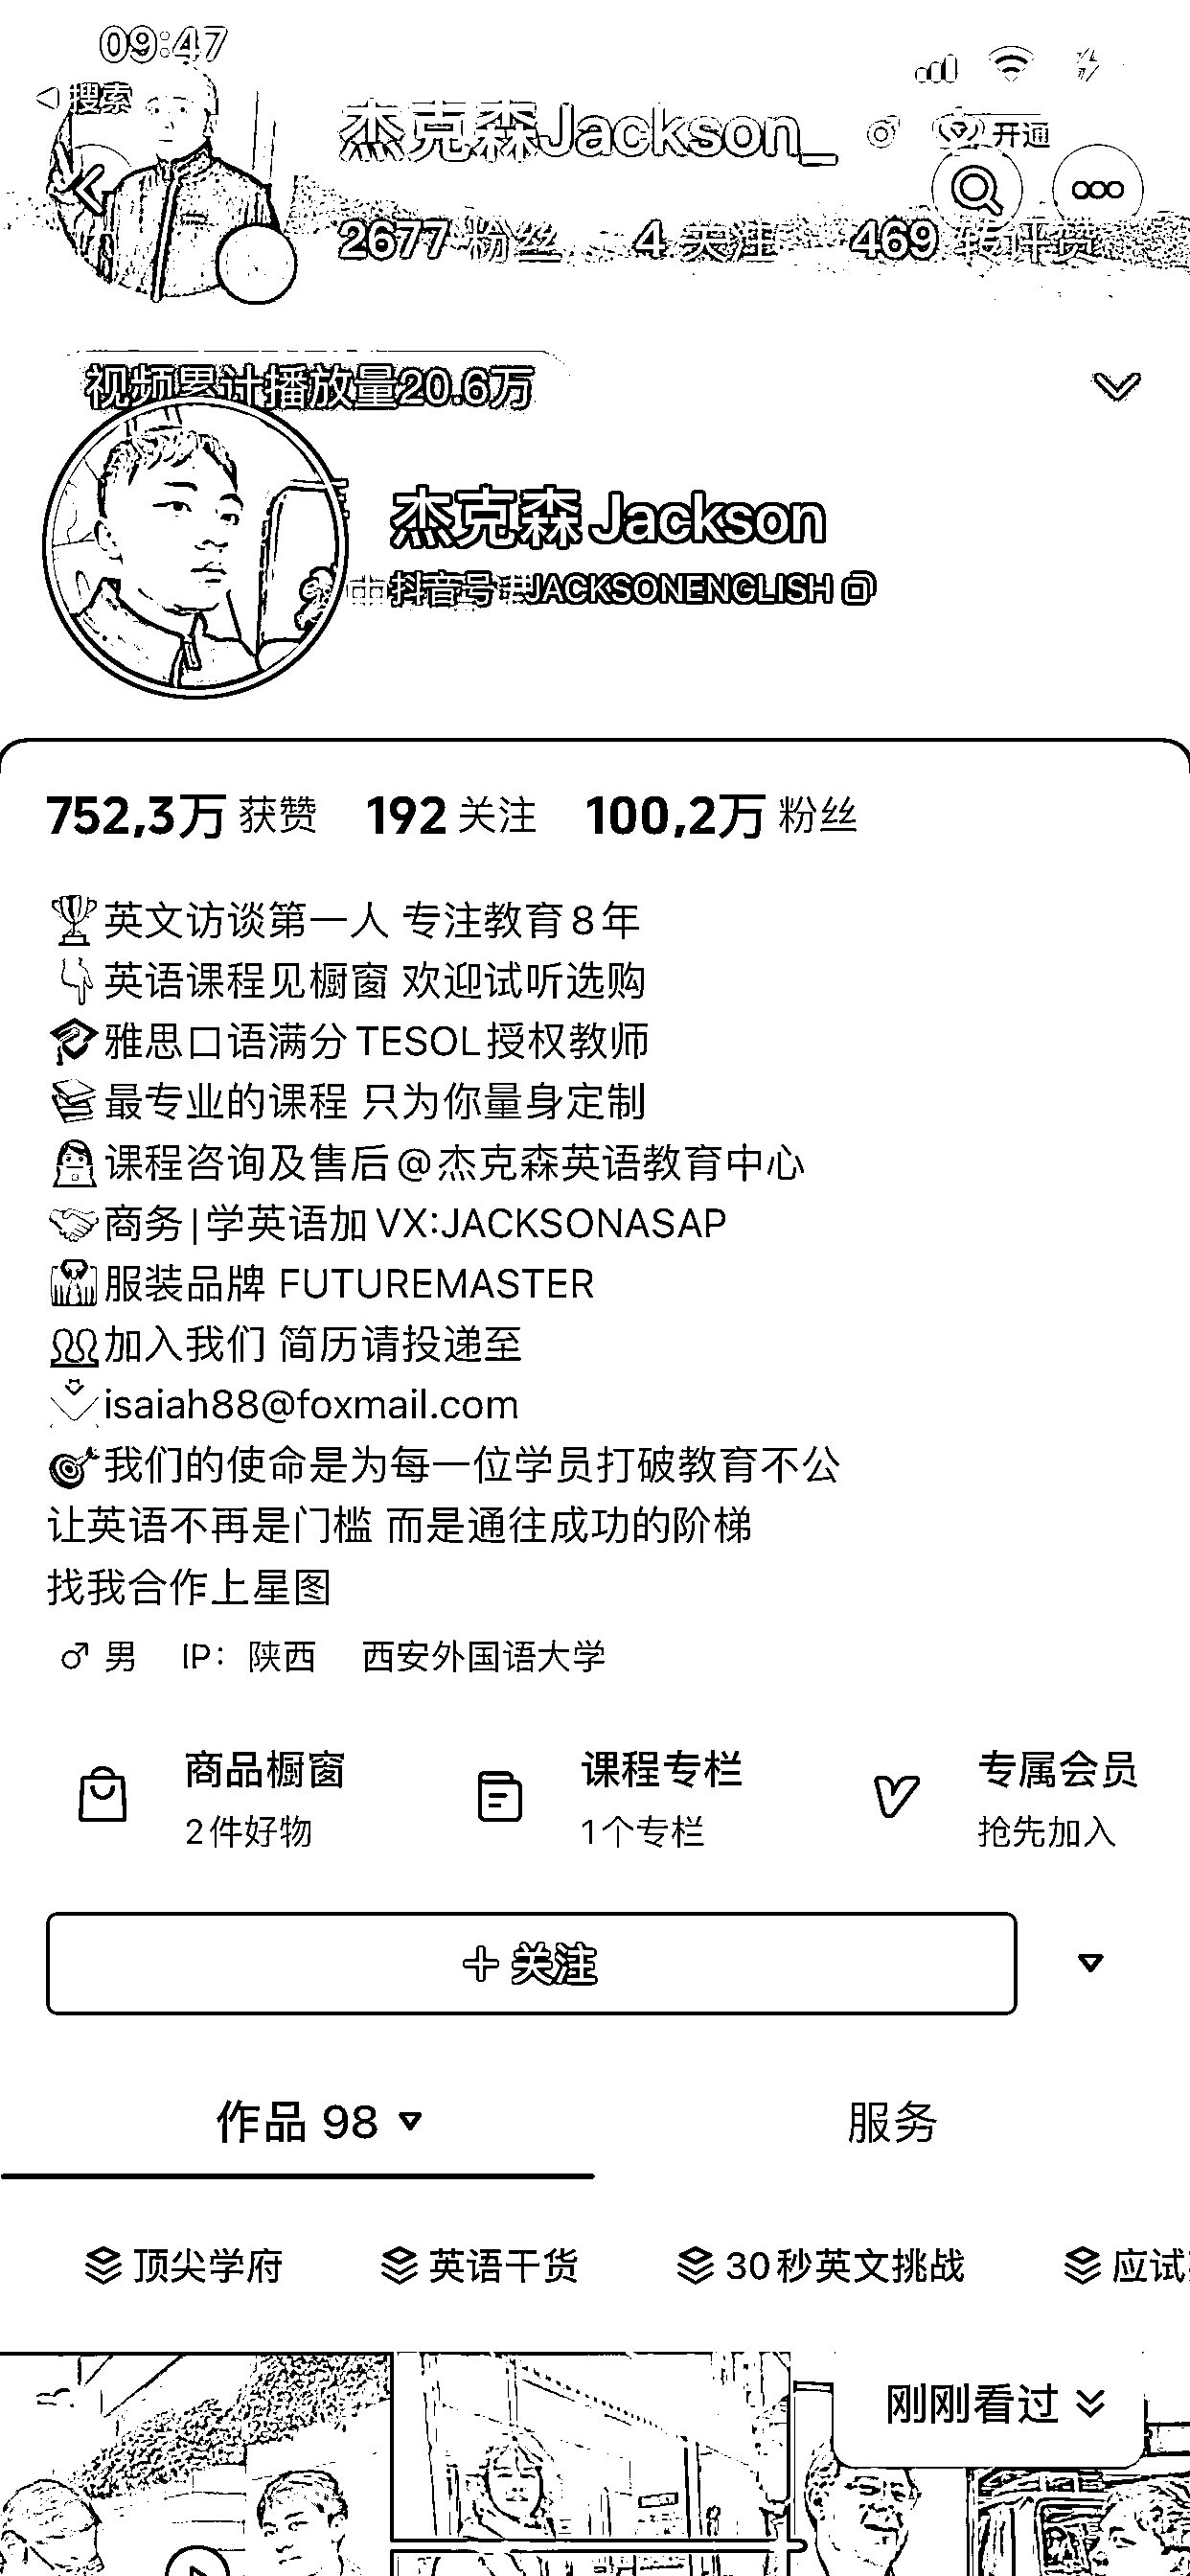 09:47
搜索
杰克森Jackson_
开通
2677 粉丝 4 关注 469 转评赞
视频累计播放量20.6万
杰克森 Jackson
抖音号:JACKSONENGLISH
752,3万 获赞 192 关注 100,2万 粉丝
英文访谈第一人 专注教育8年
英语课程见橱窗 欢迎试听选购
雅思口语满分TESOL授权教师
最专业的课程 只为你量身定制
课程咨询及售后@杰克森英语教育中心
商务|学英语加VX:JACKSONASAP
服装品牌 FUTUREMASTER
加入我们 简历请投递至
isaiah88@foxmail.com
我们的使命是为每一位学员打破教育不公
让英语不再是门槛 而是通往成功的阶梯
找我合作上星图
男 IP: 陕西 西安外国语大学
商品橱窗 课程专栏 专属会员
2件好物 1个专栏 抢先加入
关注
作品 98 服务
顶尖学府 英语干货 30秒英文挑战 应试
刚刚看过